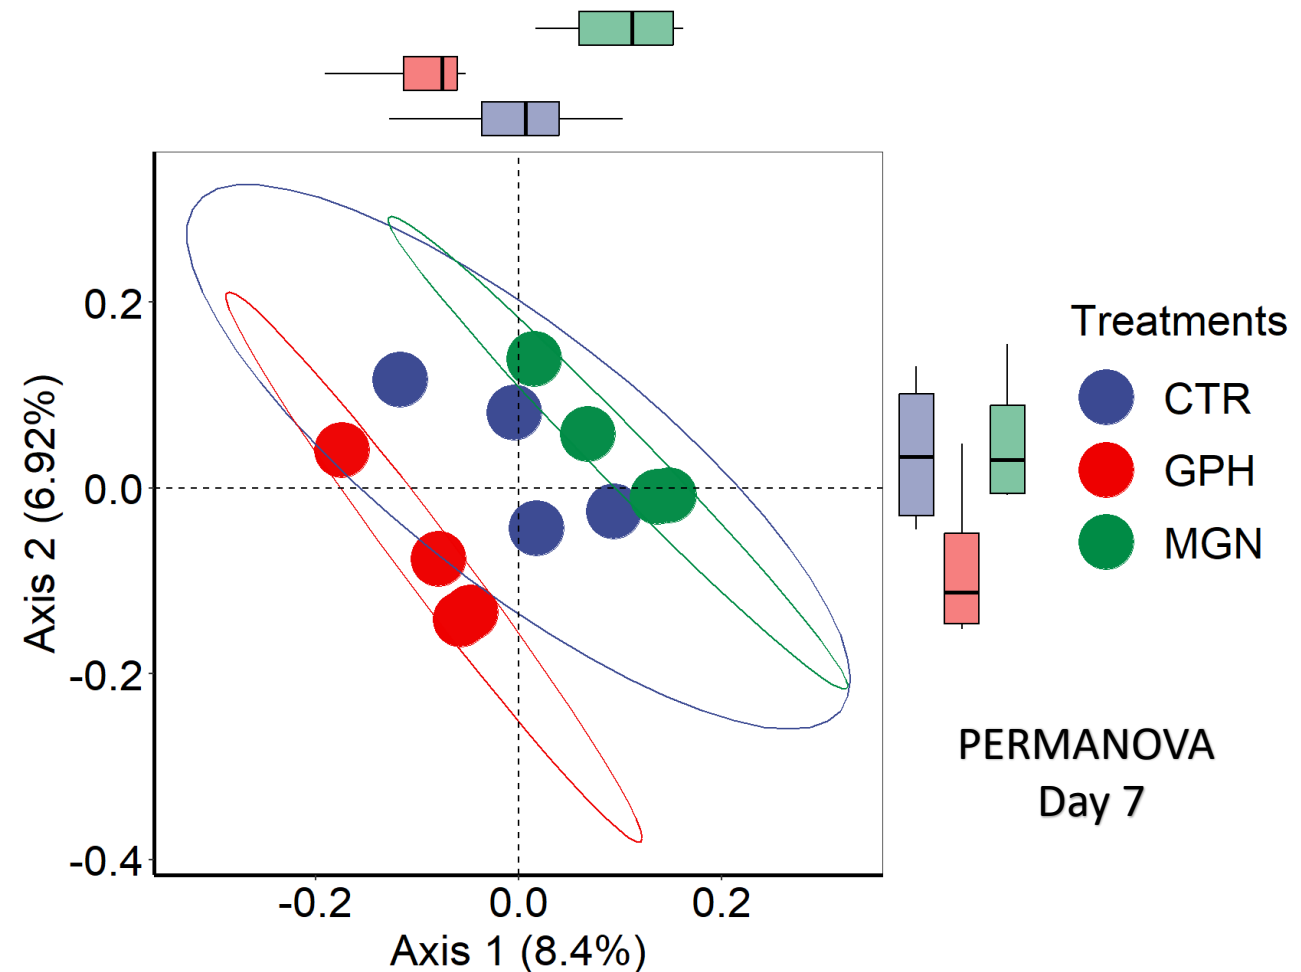 0.2
0.0
-0.2
-0.4
Axis 2 (6.92%)
-0.2
0.0
0.2
Axis 1 (8.4%)
Treatments
CTR
GPH
MGN
PERMANOVA
Day 7